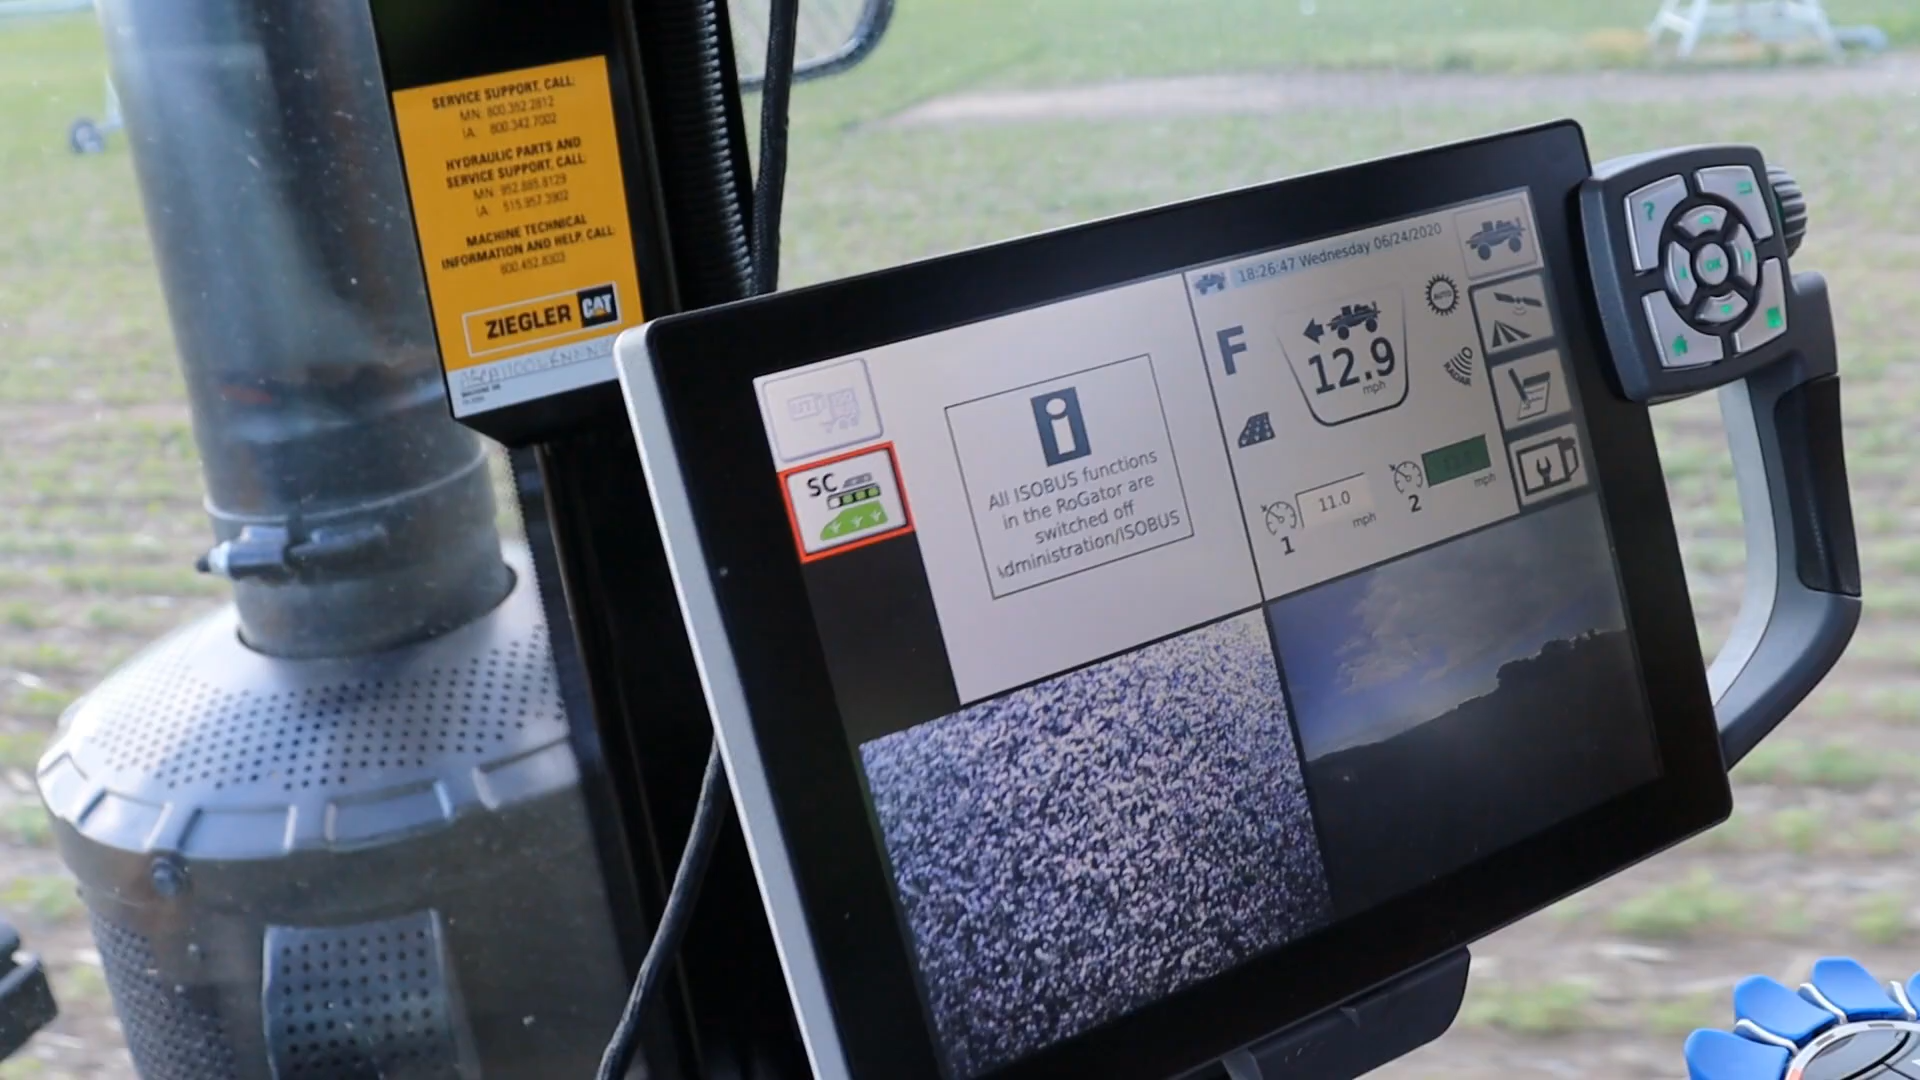 SERVICE SUPPORT, CALL:
MN: 800.352.2812
IA: 800.342.7002
HYDRAULIC PARTS AND
SERVICE SUPPORT, CALL:
MN: 952.885.8129
IA: 515.957.3902
MACHINE TECHNICAL
INFORMATION AND HELP, CALL:
800.452.8303
ZIEGLER CAT
SC
All ISOBUS functions
in the RoGator are
switched off
dministration/ISOBUS
18:26:47 Wednesday 06/24/2020
F
12.9
mph
AUTO
RADAR
1
11.0
mph
2
mph
?
OK